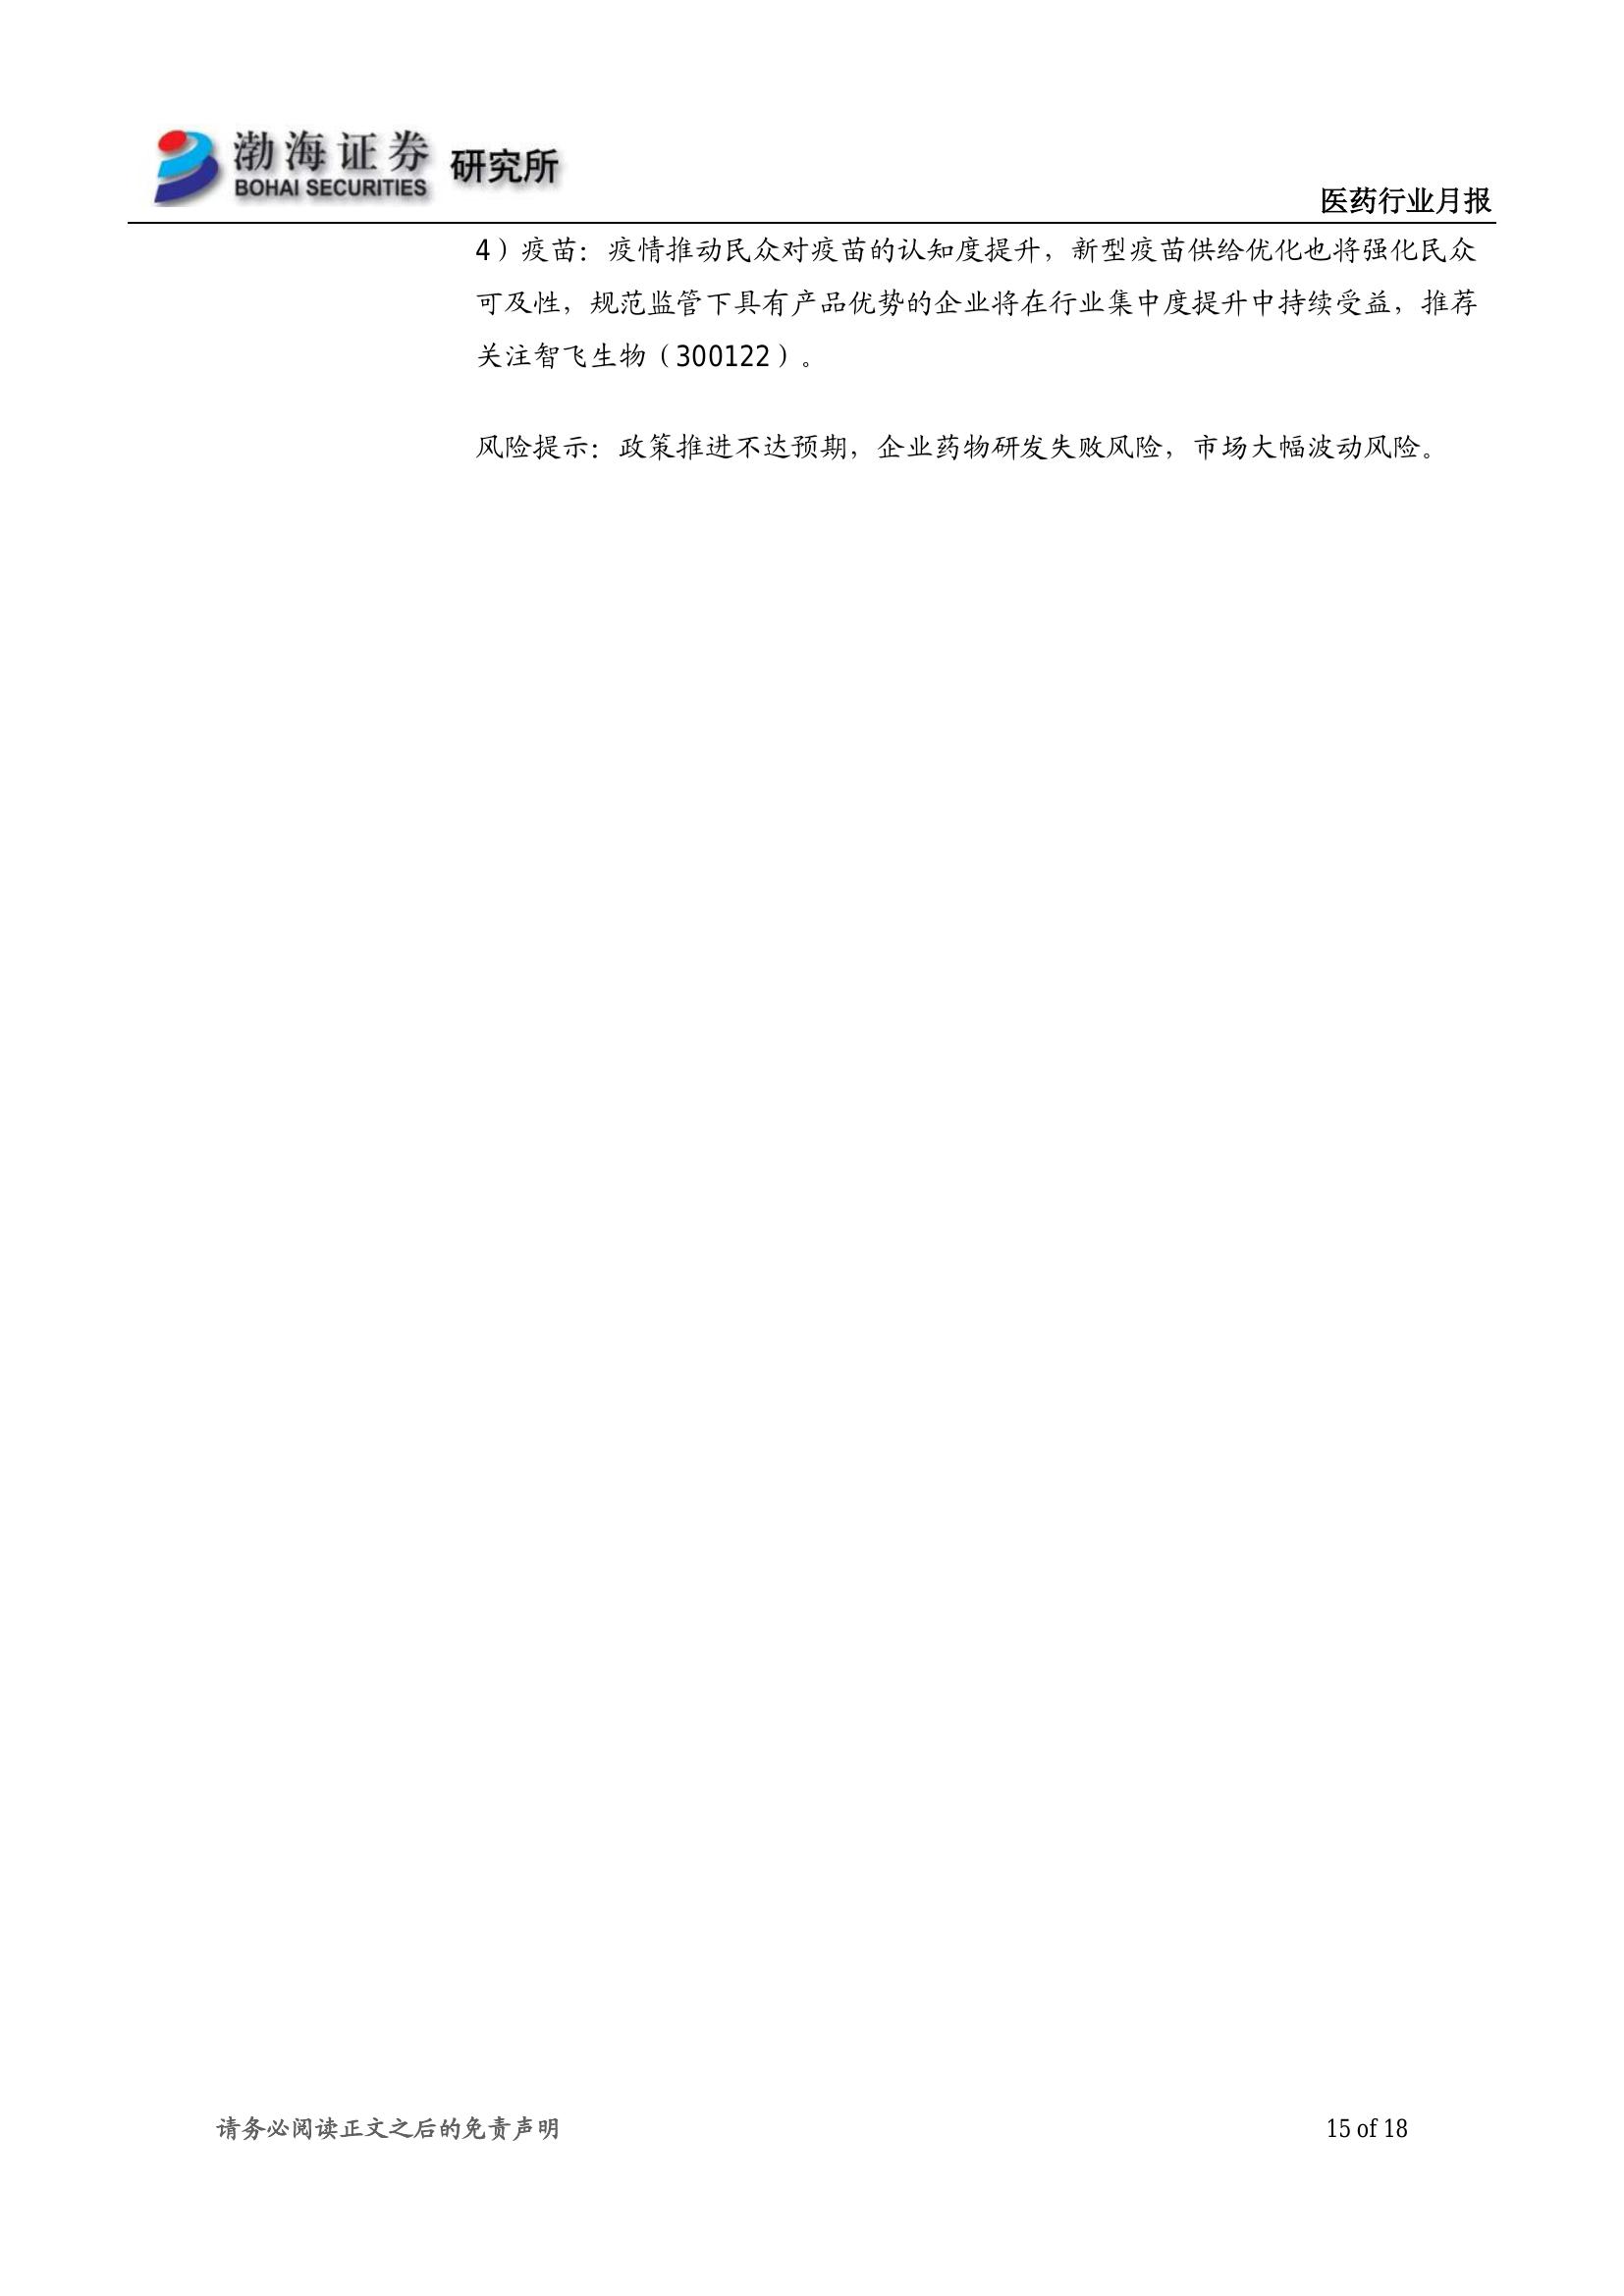 渤海证券
BOHAI SECURITIES
研究所
医药行业月报
4）疫苗：疫情推动民众对疫苗的认知度提升，新型疫苗供给优化也将强化民众
可及性，规范监管下具有产品优势的企业将在行业集中度提升中持续受益，推荐
关注智飞生物（300122）。
风险提示：政策推进不达预期，企业药物研发失败风险，市场大幅波动风险。
请务必阅读正文之后的免责声明
15 of 18